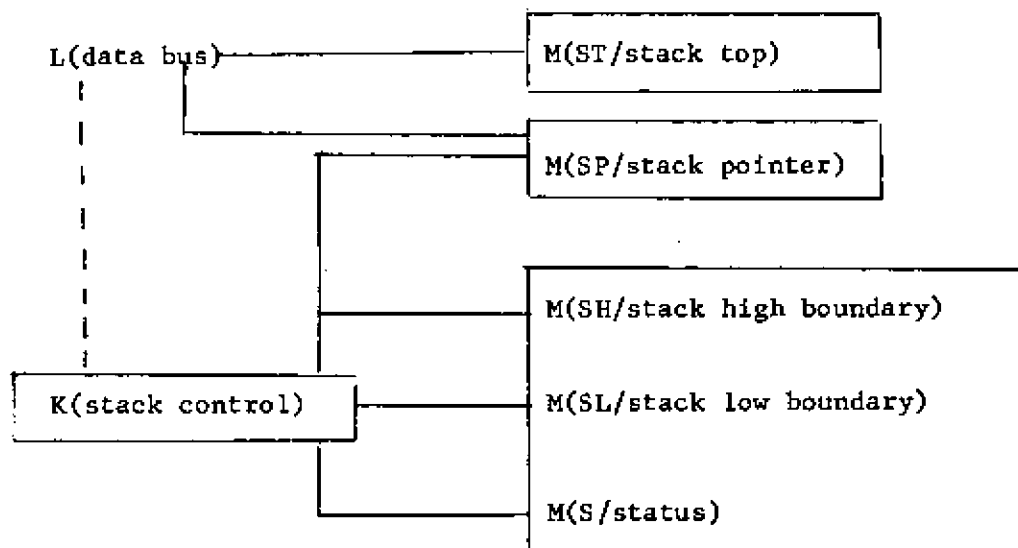 L(data bus)
M(ST/stack top)
M(SP/stack pointer)
M(SH/stack high boundary)
K(stack control)
M(SL/stack low boundary)
M(S/status)